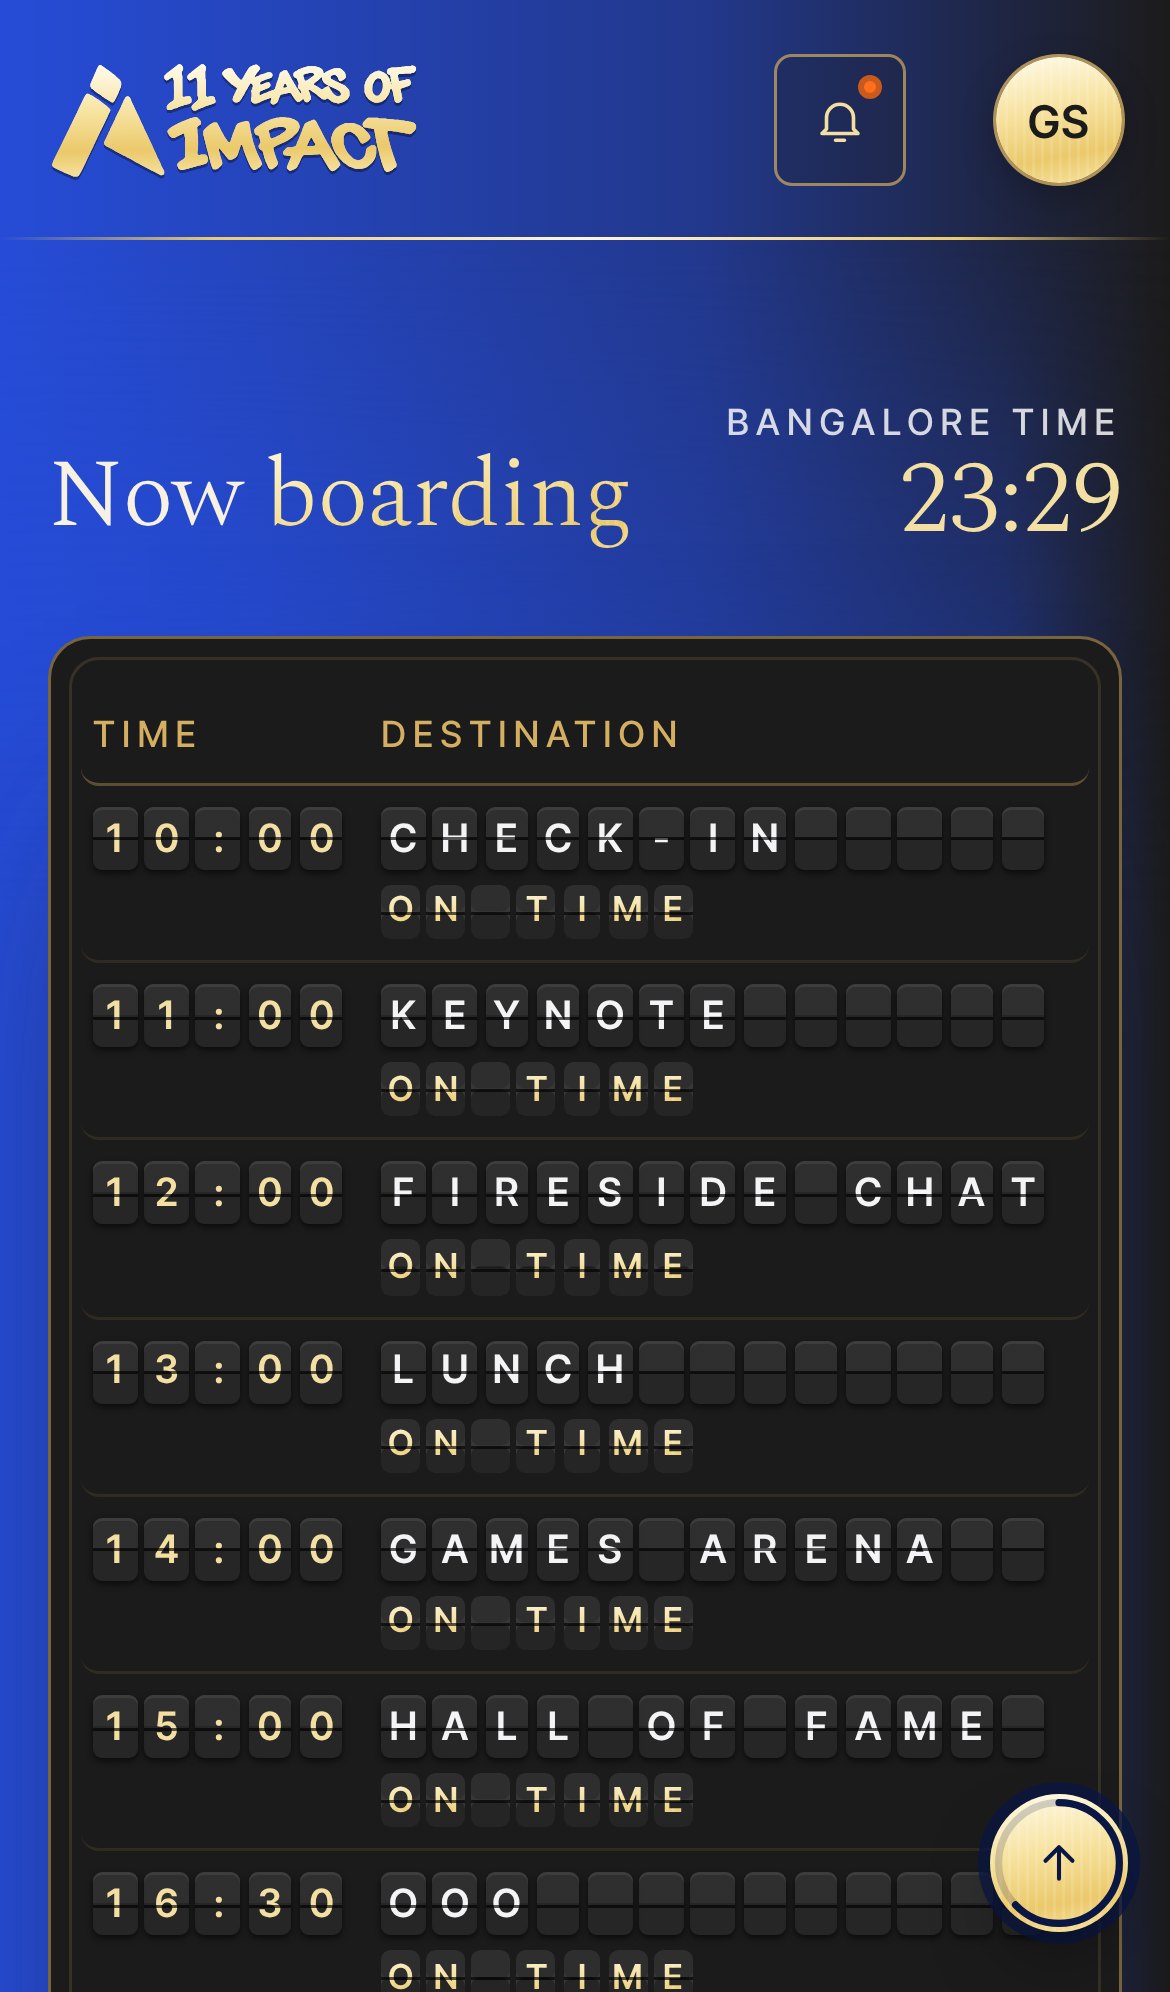 11 YEARS OF
IMPACT
GS
BANGALORE TIME
Now boarding 23:29
TIME DESTINATION
10:00 CHECK-IN
ON TIME
11:00 KEYNOTE
ON TIME
12:00 FIRESIDE CHAT
ON TIME
13:00 LUNCH
ON TIME
14:00 GAMES ARENA
ON TIME
15:00 HALL OF FAME
ON TIME
16:30 OOO
ON TIME